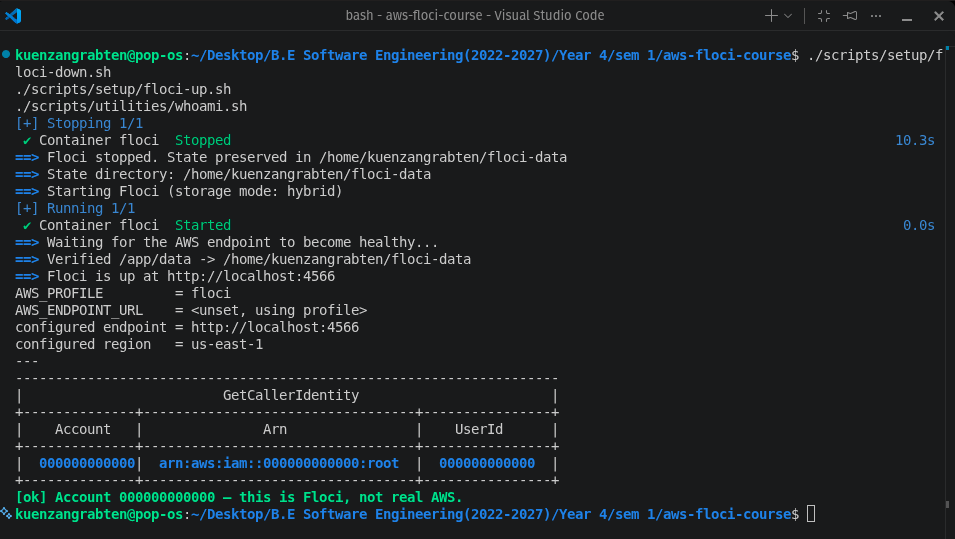 bash - aws-floci-course - Visual Studio Code
kuenzangrabten@pop-os:~/Desktop/B.E Software Engineering(2022-2027)/Year 4/sem 1/aws-floci-course$ ./scripts/setup/f
loci-down.sh
./scripts/setup/floci-up.sh
./scripts/utilities/whoami.sh
[+] Stopping 1/1
✔ Container floci  Stopped 10.3s
==> Floci stopped. State preserved in /home/kuenzangrabten/floci-data
==> State directory: /home/kuenzangrabten/floci-data
==> Starting Floci (storage mode: hybrid)
[+] Running 1/1
✔ Container floci  Started 0.0s
==> Waiting for the AWS endpoint to become healthy...
==> Verified /app/data -> /home/kuenzangrabten/floci-data
==> Floci is up at http://localhost:4566
AWS_PROFILE         = floci
AWS_ENDPOINT_URL    = <unset, using profile>
configured endpoint = http://localhost:4566
configured region   = us-east-1
---
--------------------------------------------------------------------
|                         GetCallerIdentity                        |
+--------------+----------------------------------+----------------+
|    Account   |               Arn                |    UserId      |
+--------------+----------------------------------+----------------+
|  000000000000|  arn:aws:iam::000000000000:root  |  000000000000  |
+--------------+----------------------------------+----------------+
[ok] Account 000000000000 — this is Floci, not real AWS.
kuenzangrabten@pop-os:~/Desktop/B.E Software Engineering(2022-2027)/Year 4/sem 1/aws-floci-course$